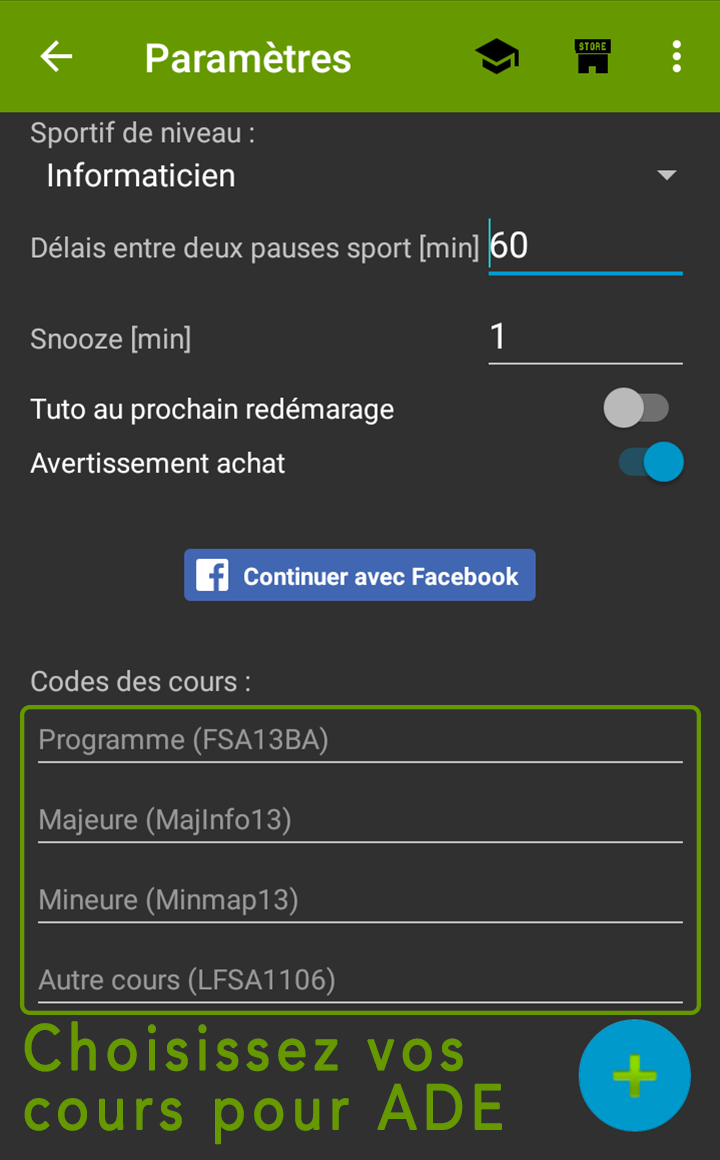 Paramètres
STORE
Sportif de niveau :
Informaticien
Délais entre deux pauses sport [min] 60
Snooze [min] 1
Tuto au prochain redémarage
Avertissement achat
Continuer avec Facebook
Codes des cours :
Programme (FSA13BA)
Majeure (MajInfo13)
Mineure (Minmap13)
Autre cours (LFSA1106)
Choisissez vos
cours pour ADE